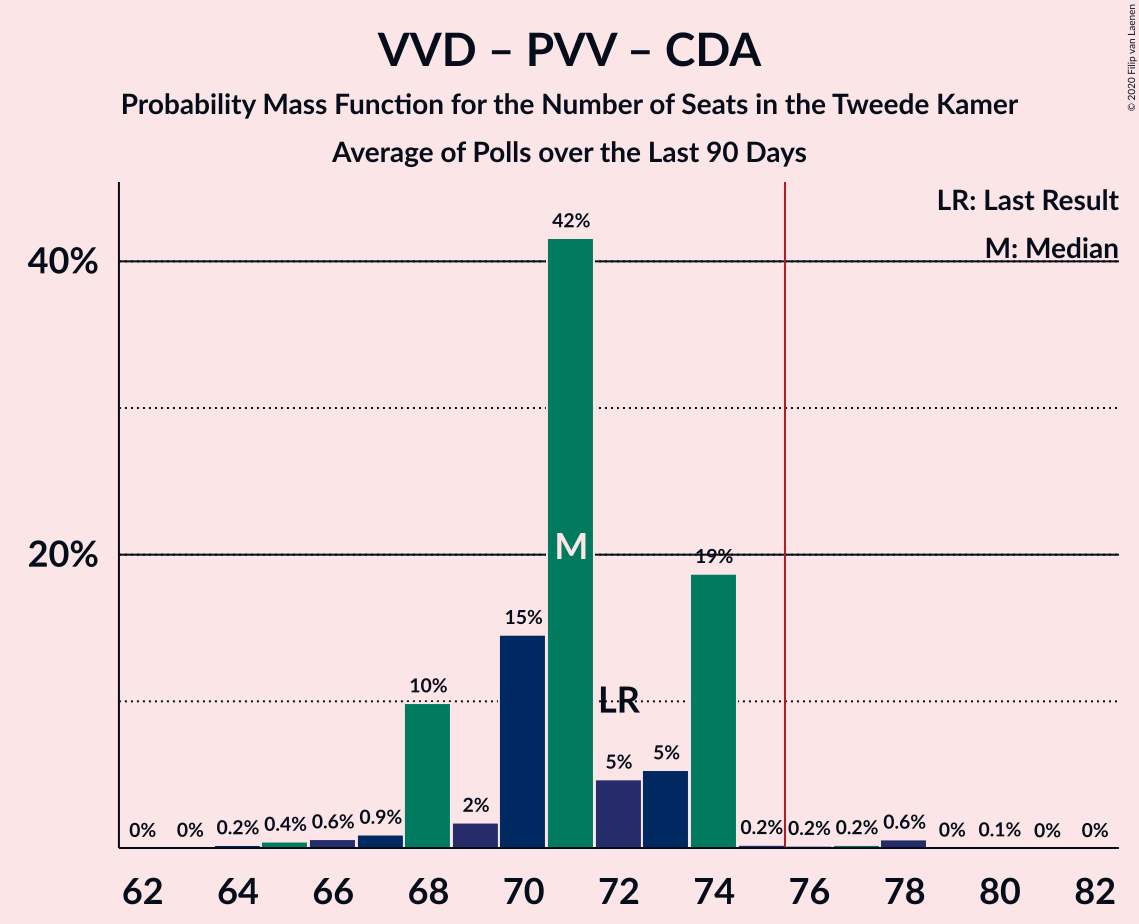 VVD – PVV – CDA
Probability Mass Function for the Number of Seats in the Tweede Kamer
Average of Polls over the Last 90 Days
© 2020 Filip van Laenen
LR: Last Result
M: Median
40%
20%
0% 0% 0.2% 0.4% 0.6% 0.9% 10% 2% 15% 42% 5% 5% 19% 0.2% 0.2% 0.2% 0.6% 0% 0.1% 0% 0%
M
LR
62 64 66 68 70 72 74 76 78 80 82